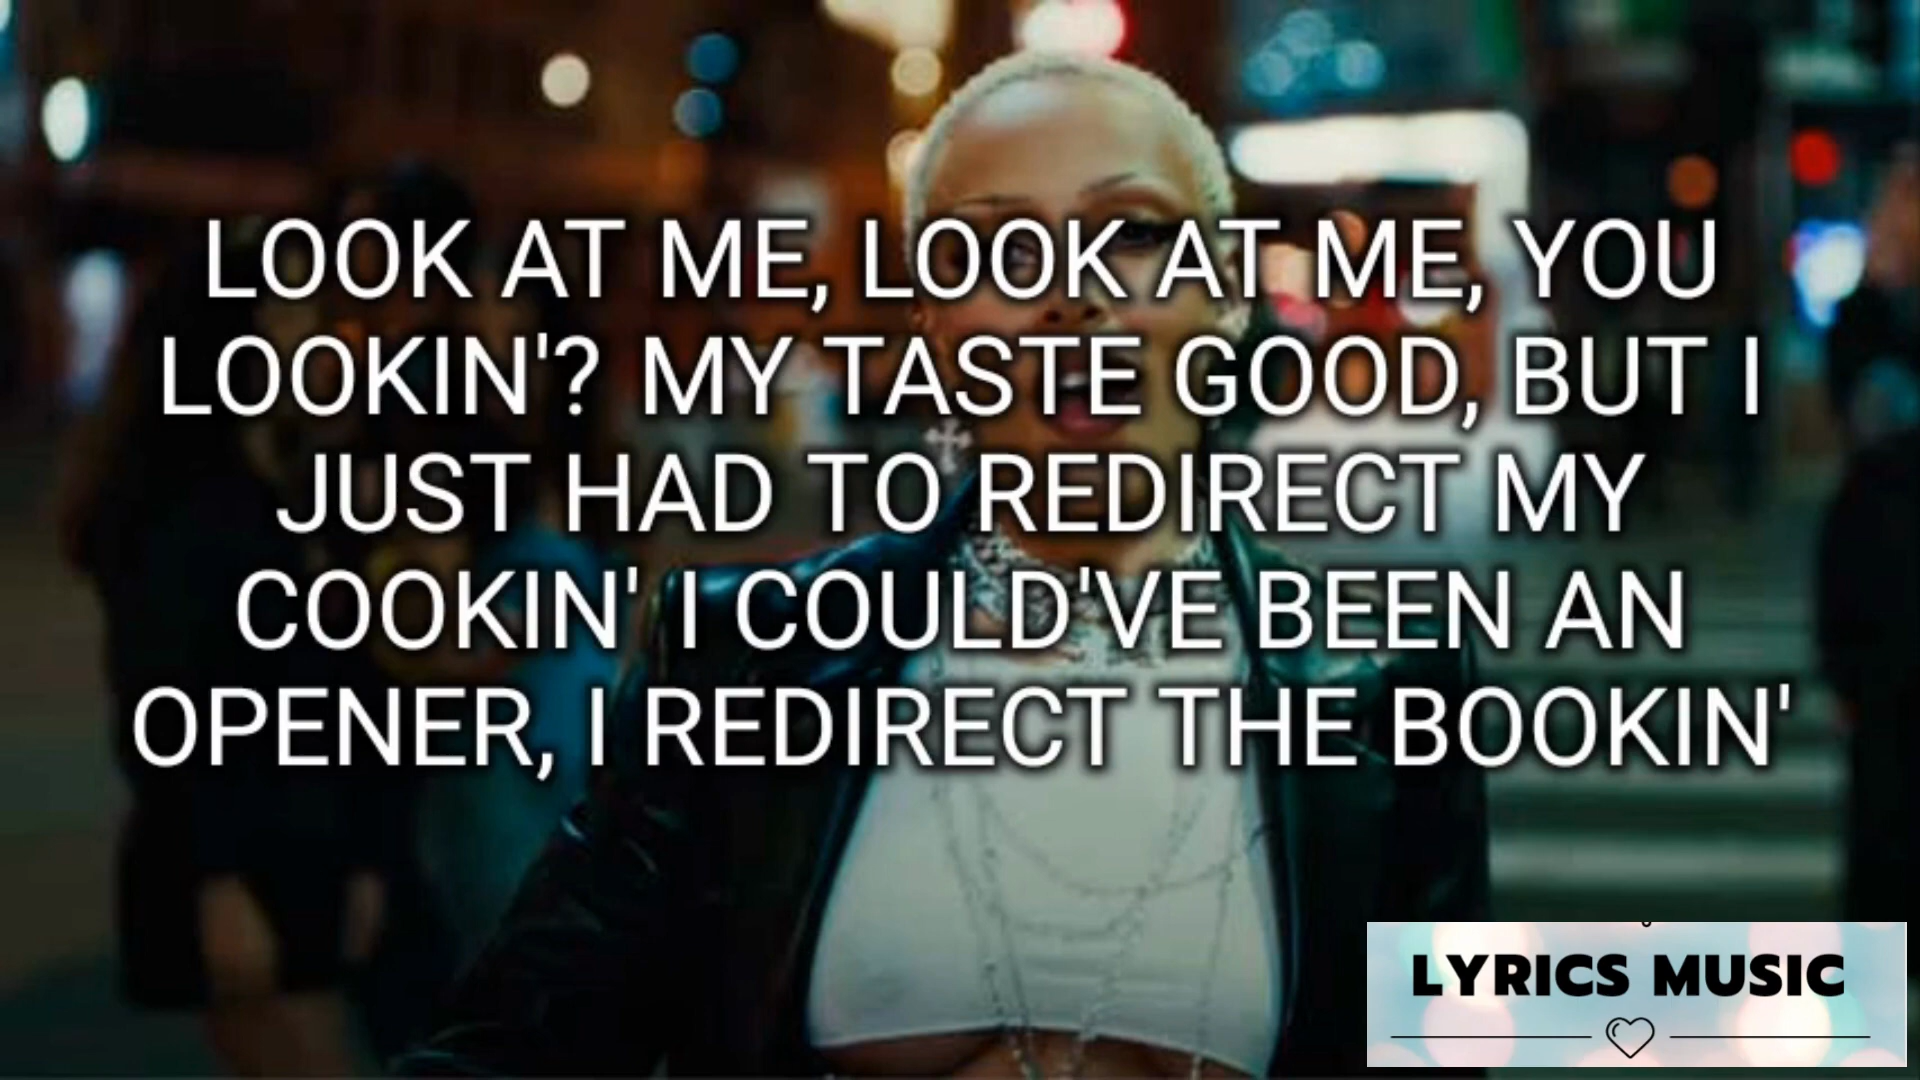 LOOK AT ME, LOOK AT ME, YOU
LOOKIN'? MY TASTE GOOD, BUT I
JUST HAD TO REDIRECT MY
COOKIN' I COULD'VE BEEN AN
OPENER, I REDIRECT THE BOOKIN'
LYRICS MUSIC